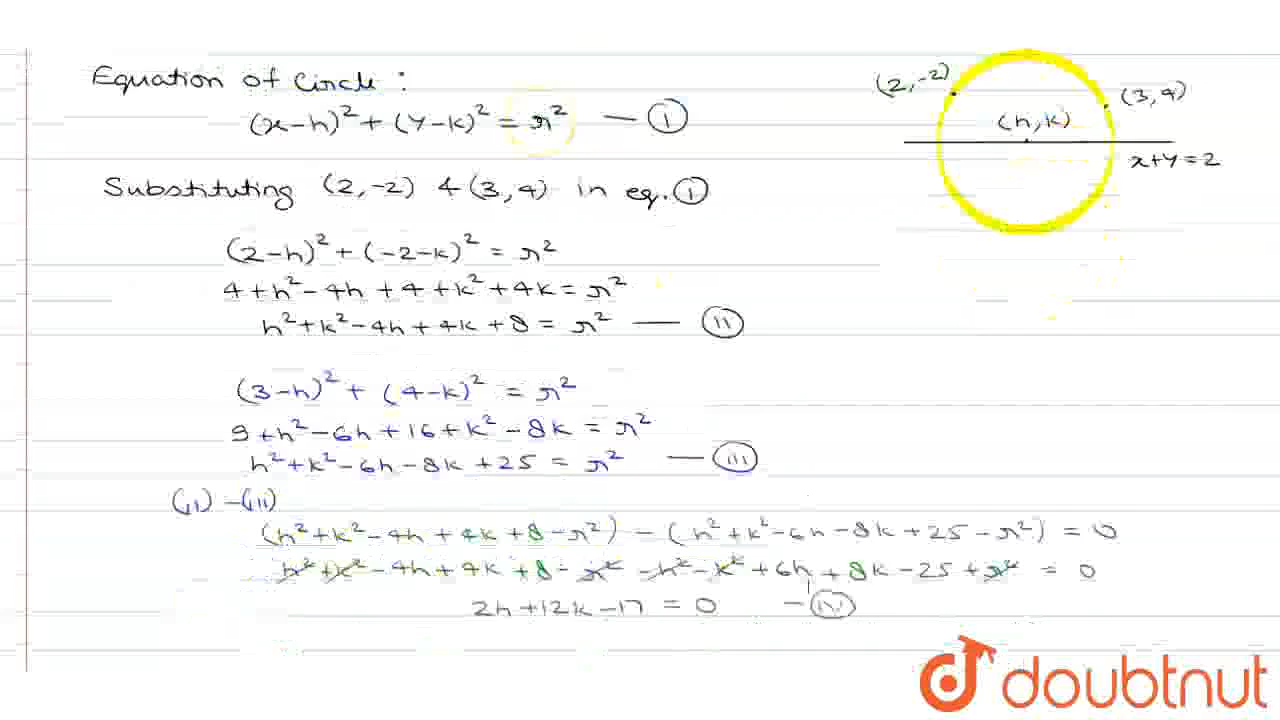 Equation of Circle :
(x-h)² + (y-k)² = r² — (i)
(2,-2)
(3,4)
(h,k)
x+y=2
Substituting (2,-2) & (3,4) in eq. (i)
(2-h)² + (-2-k)² = r²
4+h²-4h+4+k²+4k = r²
h²+k²-4h+4k+8 = r² — (ii)
(3-h)² + (4-k)² = r²
9+h²-6h+16+k²-8k = r²
h²+k²-6h-8k+25 = r² — (iii)
(ii) - (iii)
(h²+k²-4h+4k+8-r²) - (h²+k²-6h-8k+25-r²) = 0
h²+k²-4h+4k+8-r²-h²-k²+6h+8k-25+r² = 0
2h+12k-17 = 0 — (iv)
doubtnut